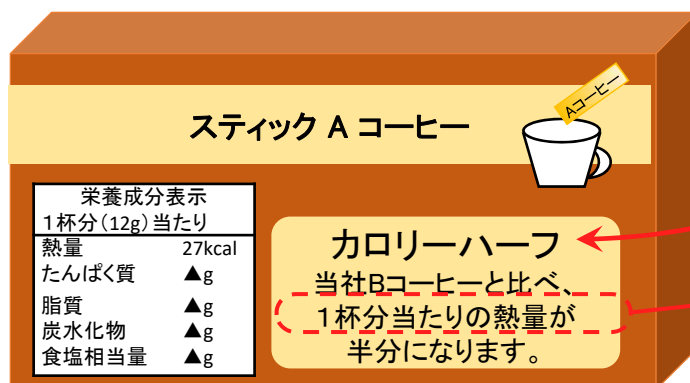 Aコーヒー
スティック A コーヒー
栄養成分表示
1杯分(12g)当たり
熱量 27kcal
たんぱく質 ▲g
脂質 ▲g
炭水化物 ▲g
食塩相当量 ▲g
カロリーハーフ
当社Bコーヒーと比べ、
1杯分当たりの熱量が
半分になります。